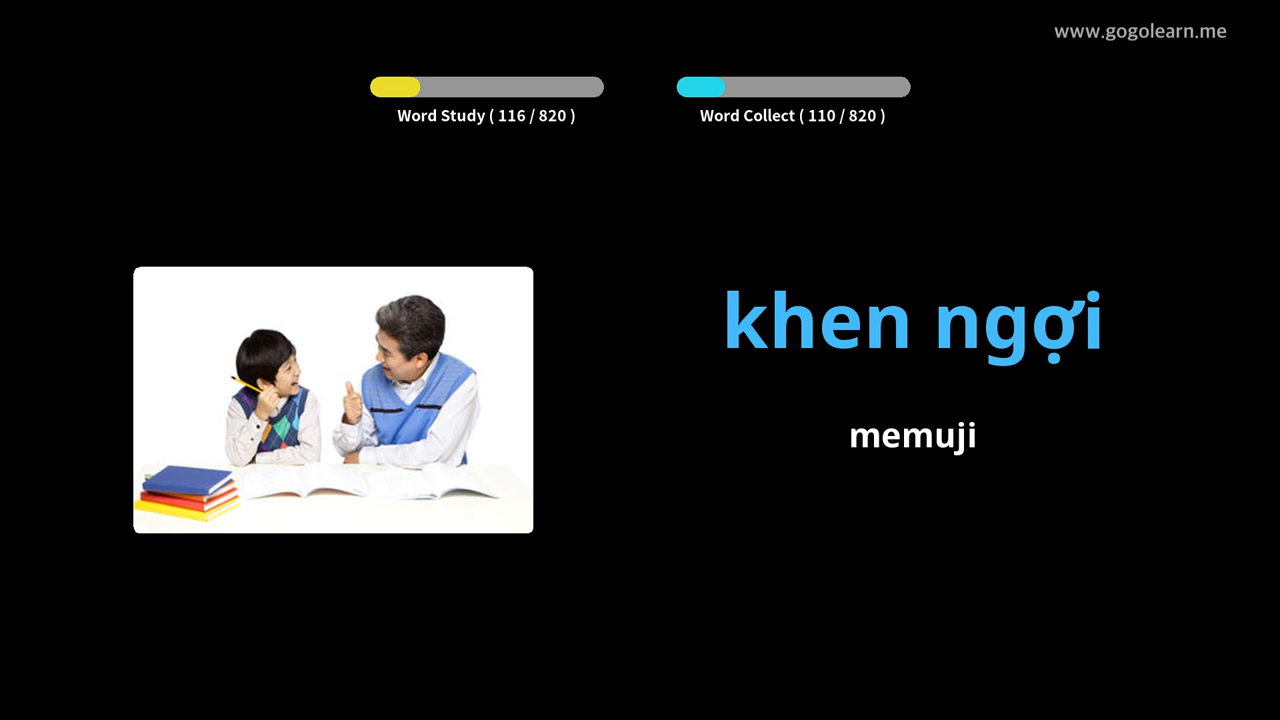 www.gogolearn.me
Word Study ( 116 / 820 )
Word Collect ( 110 / 820 )
khen ngợi
memuji